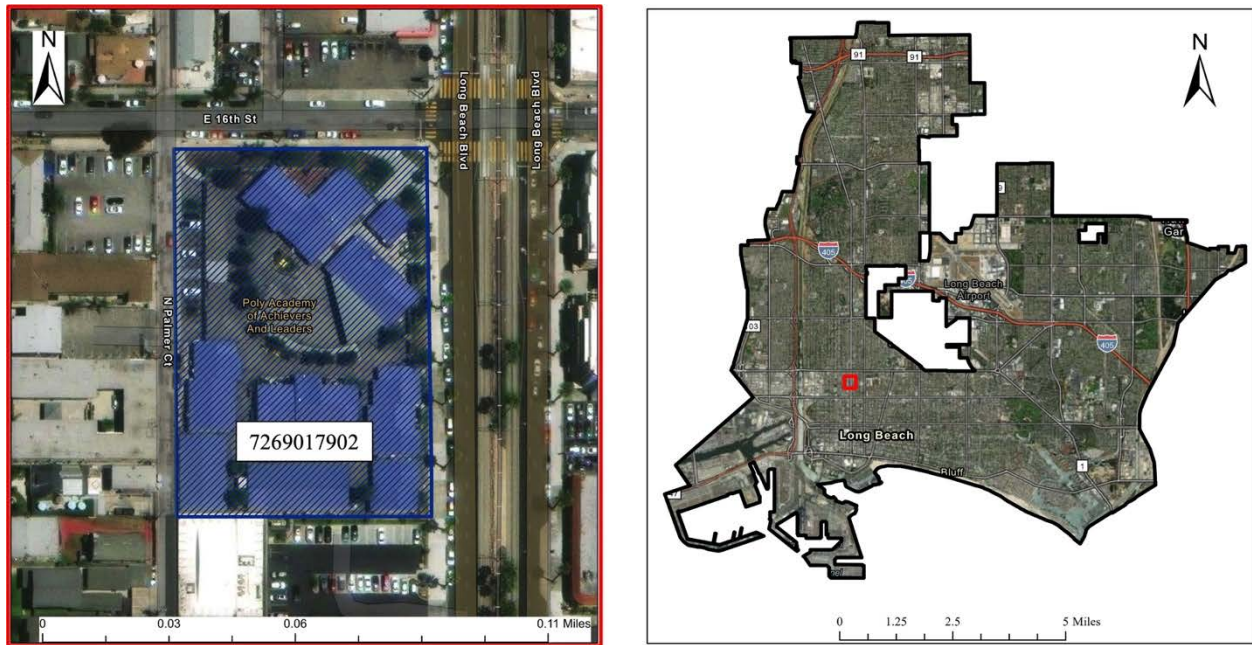 N
E 16th St
Long Beach Blvd
Long Beach Blvd
N Palmer Ct
Poly Academy
of Achievers
And Leaders
7269017902
0
0.03
0.06
0.11 Miles
91
91
N
405
Gar
Long Beach
Airport
405
03
Long Beach
Bluff
1
47
0
1.25
2.5
5 Miles